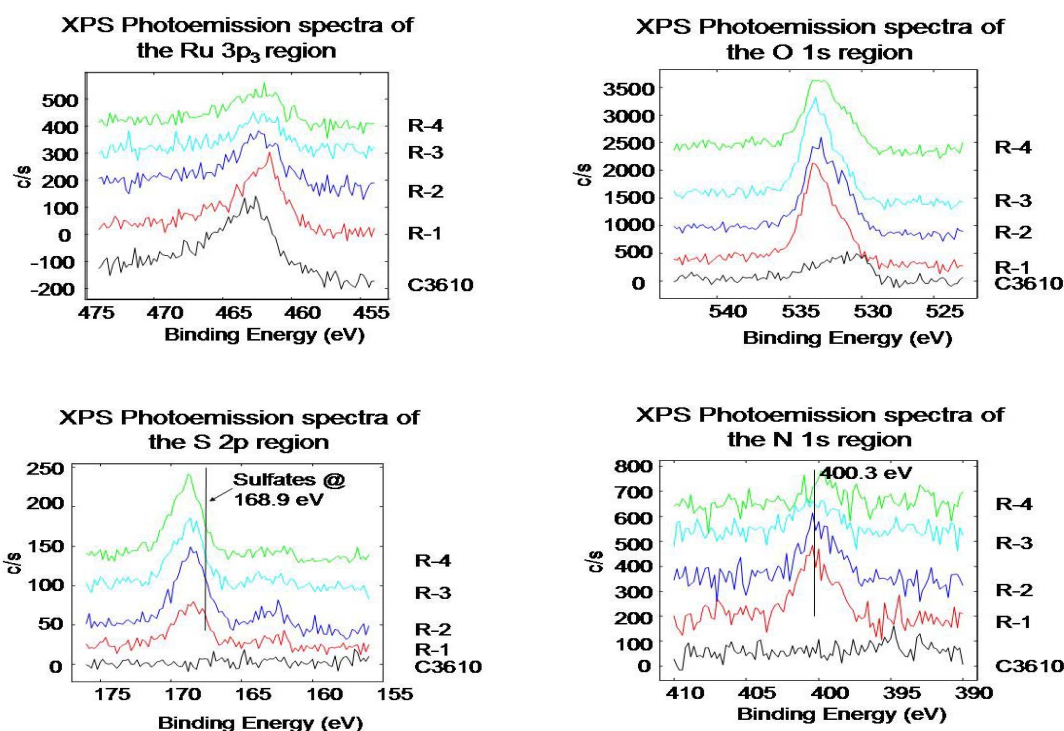 XPS Photoemission spectra of
the Ru 3p₃ region
500
400
300
200
100
0
-100
-200
c/s
475 470 465 460 455
Binding Energy (eV)
R-4
R-3
R-2
R-1
C3610
XPS Photoemission spectra of
the O 1s region
3500
3000
2500
2000
1500
1000
500
0
c/s
540 535 530 525
Binding Energy (eV)
R-4
R-3
R-2
R-1
C3610
XPS Photoemission spectra of
the S 2p region
250
200
150
100
50
0
c/s
Sulfates @
168.9 eV
175 170 165 160 155
Binding Energy (eV)
R-4
R-3
R-2
R-1
C3610
XPS Photoemission spectra of
the N 1s region
800
700
600
500
400
300
200
100
0
c/s
400.3 eV
410 405 400 395 390
Binding Energy (eV)
R-4
R-3
R-2
R-1
C3610